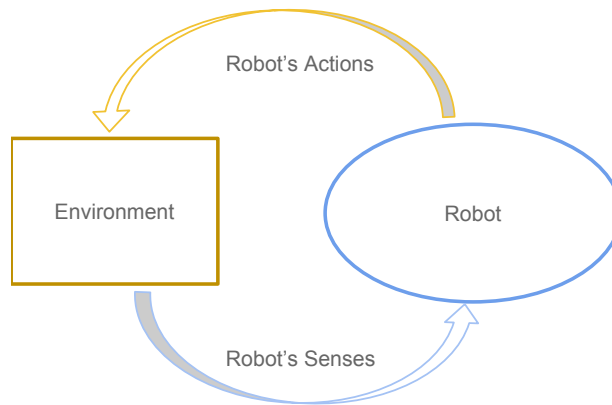 Robot’s Actions
Environment
Robot
Robot’s Senses